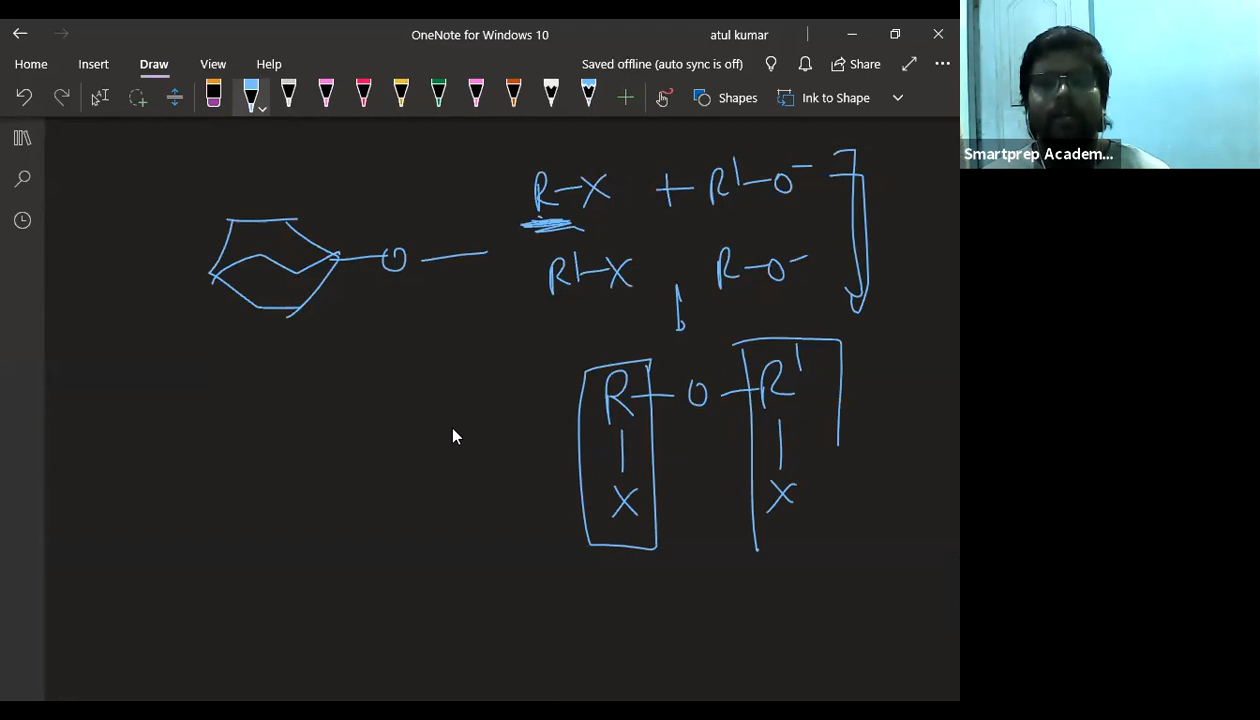 OneNote for Windows 10
atul kumar
Home Insert Draw View Help
Saved offline (auto sync is off)
Share
Shapes
Ink to Shape
Smartprep Academ...
R-X + R'-O⁻
O
R'-X R-O⁻
R-O-R'
X X